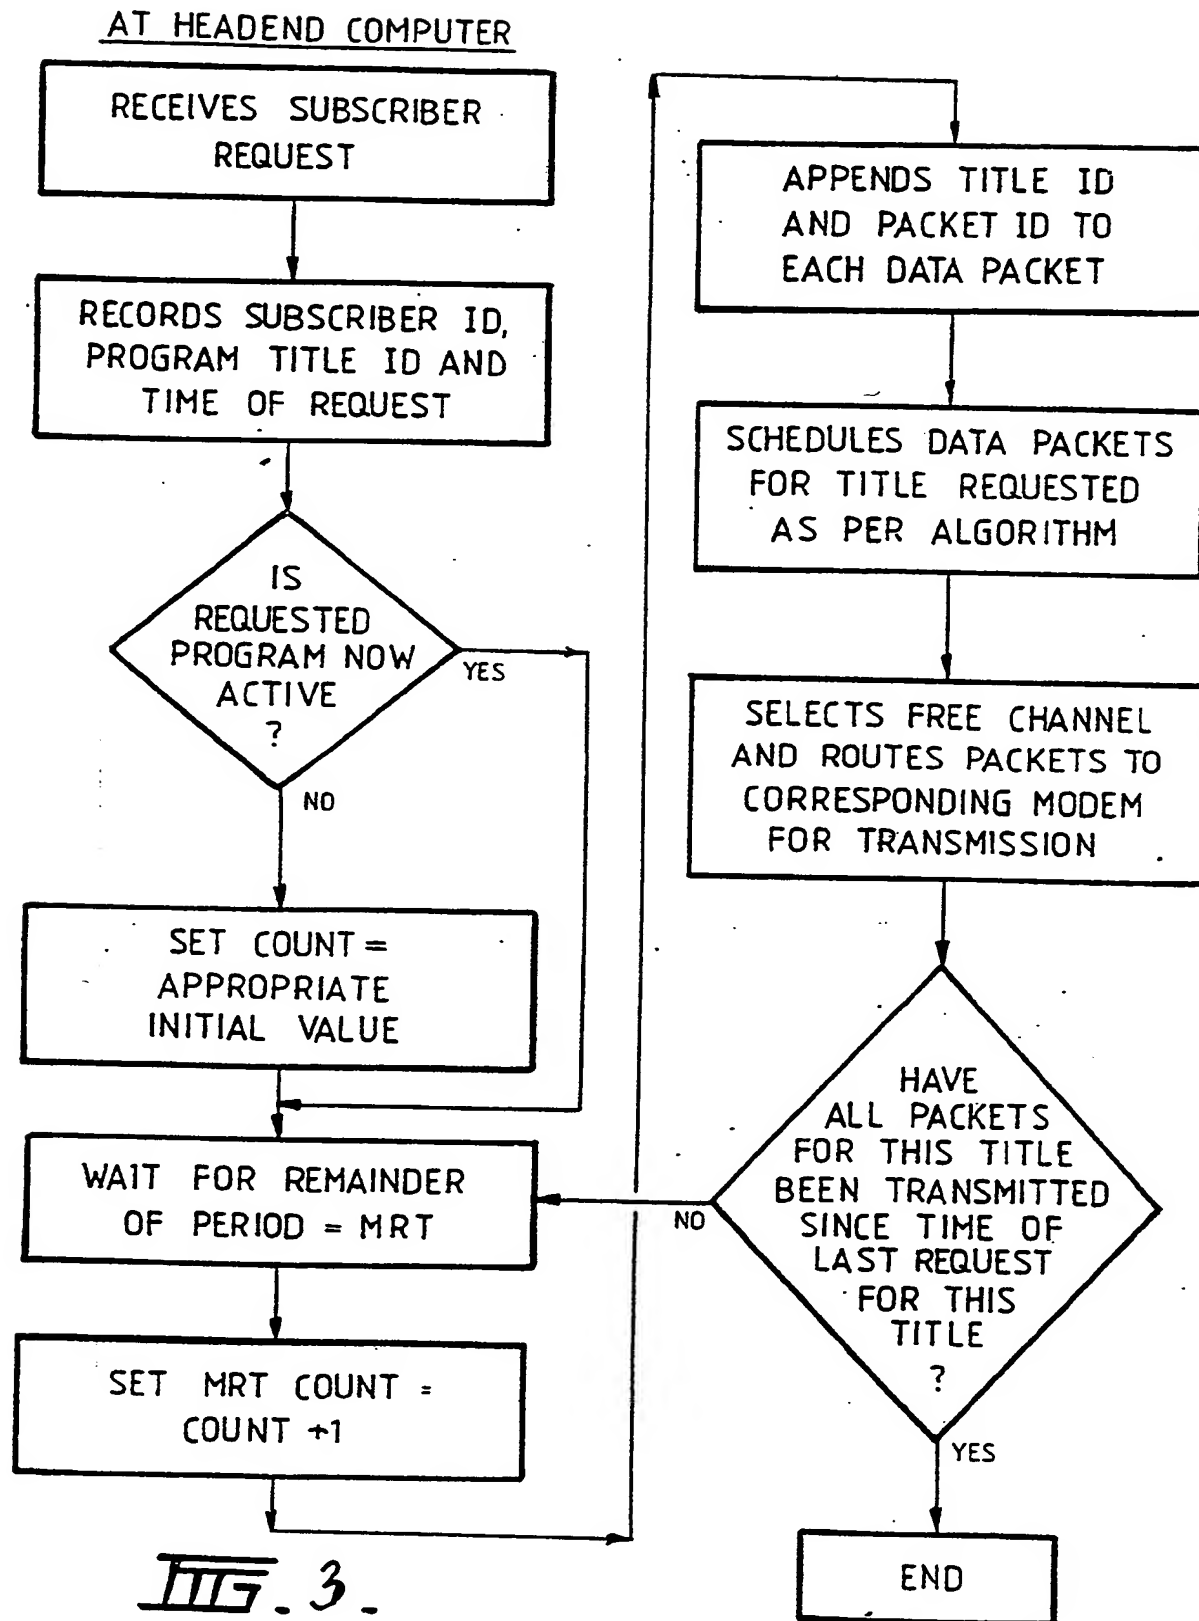 AT HEADEND COMPUTER
RECEIVES SUBSCRIBER
REQUEST
RECORDS SUBSCRIBER ID,
PROGRAM TITLE ID AND
TIME OF REQUEST
IS
REQUESTED
PROGRAM NOW
ACTIVE
?
YES
NO
SET COUNT =
APPROPRIATE
INITIAL VALUE
WAIT FOR REMAINDER
OF PERIOD = MRT
SET MRT COUNT =
COUNT +1
APPENDS TITLE ID
AND PACKET ID TO
EACH DATA PACKET
SCHEDULES DATA PACKETS
FOR TITLE REQUESTED
AS PER ALGORITHM
SELECTS FREE CHANNEL
AND ROUTES PACKETS TO
CORRESPONDING MODEM
FOR TRANSMISSION
HAVE
ALL PACKETS
FOR THIS TITLE
BEEN TRANSMITTED
SINCE TIME OF
LAST REQUEST
FOR THIS
TITLE
?
NO
YES
END
FIG. 3.